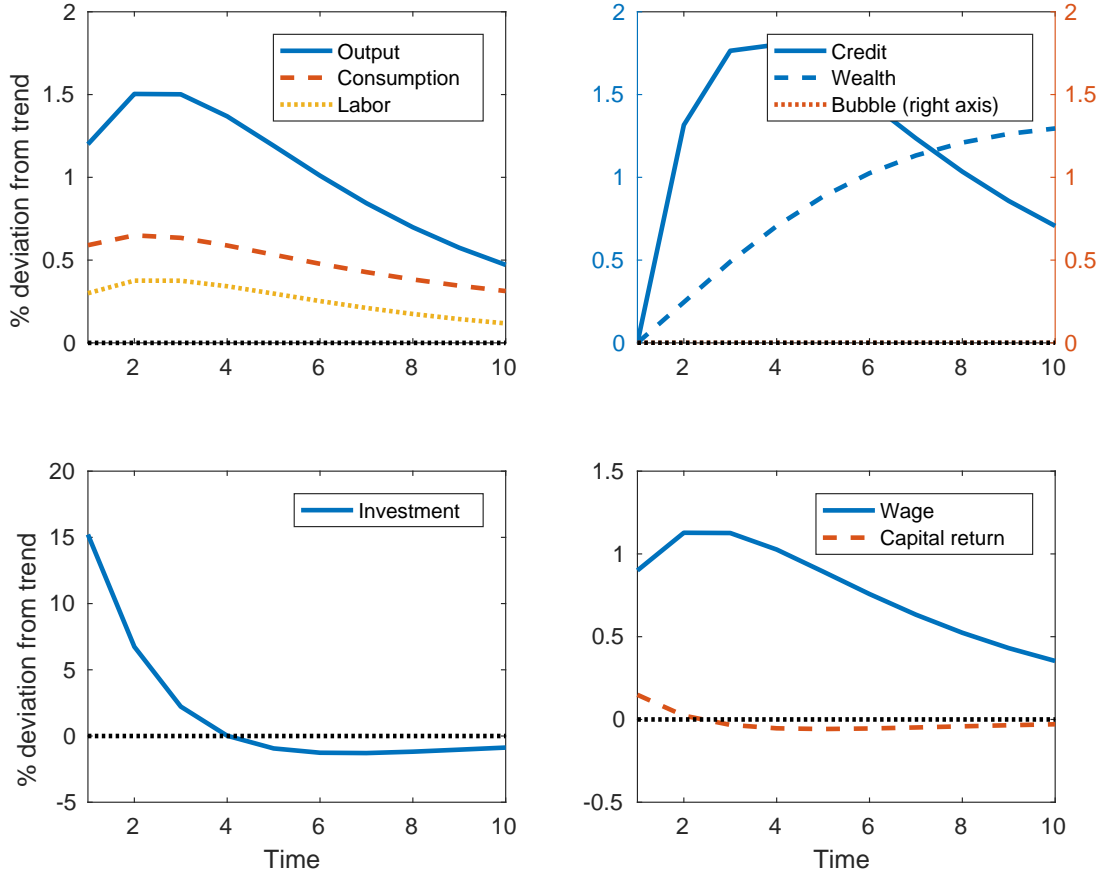 2
1.5
1
0.5
0
% deviation from trend
Output
Consumption
Labor
2 4 6 8 10
2
1.5
1
0.5
0
Credit
Wealth
Bubble (right axis)
2
1.5
1
0.5
0
2 4 6 8 10
20
15
10
5
0
-5
% deviation from trend
Investment
2 4 6 8 10
Time
1.5
1
0.5
0
-0.5
Wage
Capital return
2 4 6 8 10
Time